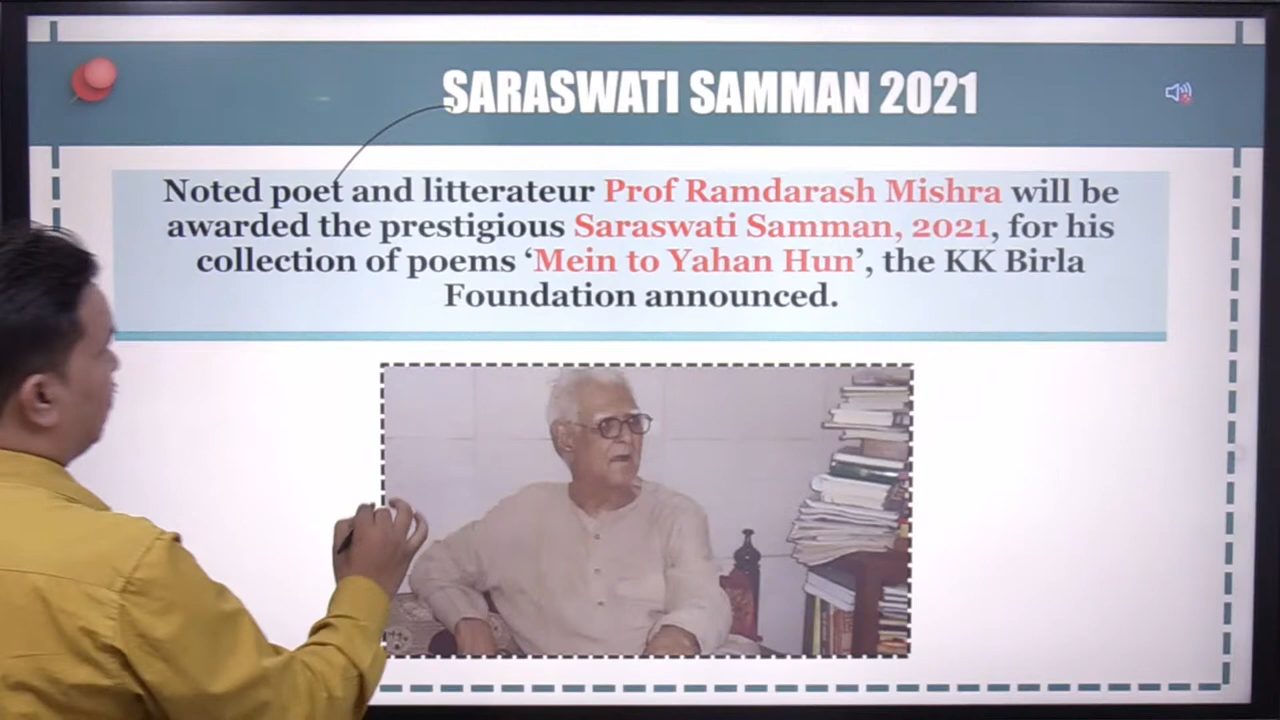 SARASWATI SAMMAN 2021
Noted poet and litterateur Prof Ramdarash Mishra will be
awarded the prestigious Saraswati Samman, 2021, for his
collection of poems ‘Mein to Yahan Hun’, the KK Birla
Foundation announced.